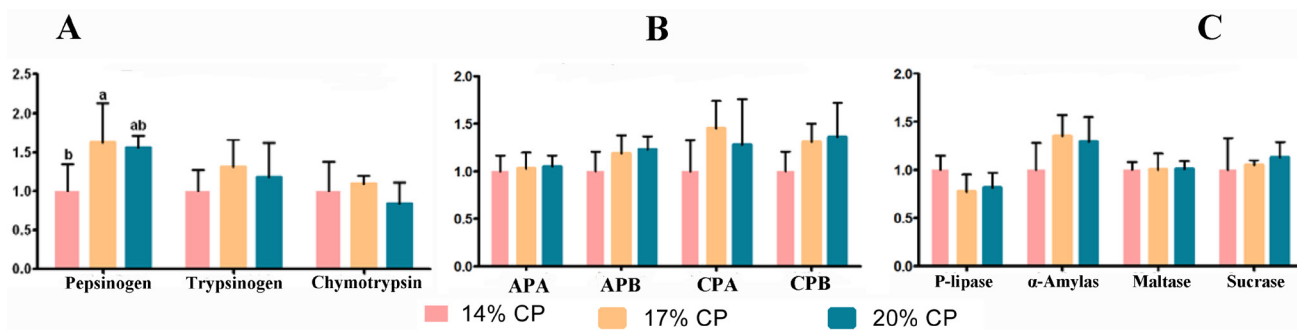 A B C
2.5
2.0
1.5
1.0
0.5
0.0
b a ab
Pepsinogen Trypsinogen Chymotrypsin
2.0
1.5
1.0
0.5
0.0
APA APB CPA CPB
2.0
1.5
1.0
0.5
0.0
P-lipase α-Amylas Maltase Sucrase
14% CP 17% CP 20% CP